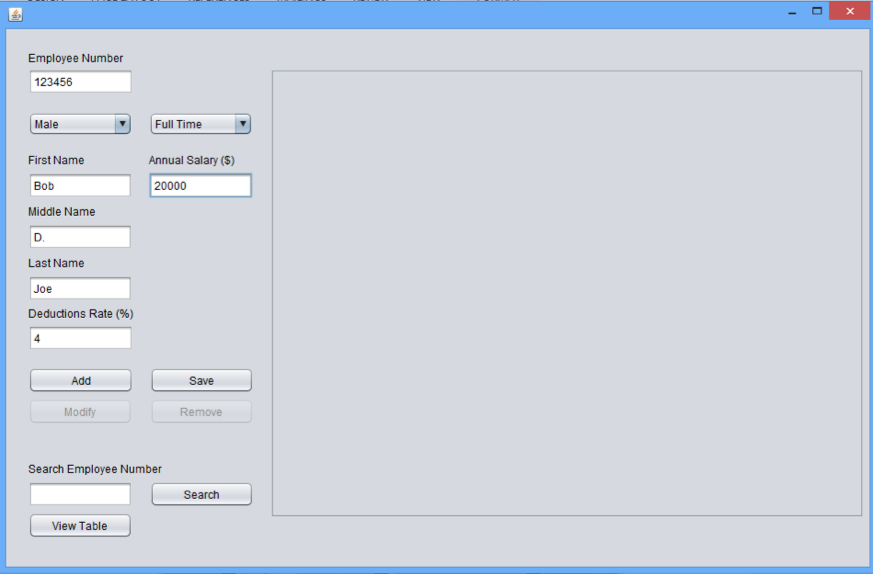 Employee Number
123456
Male Full Time
First Name Annual Salary ($)
Bob 20000
Middle Name
D.
Last Name
Joe
Deductions Rate (%)
4
Add Save
Modify Remove
Search Employee Number
Search
View Table